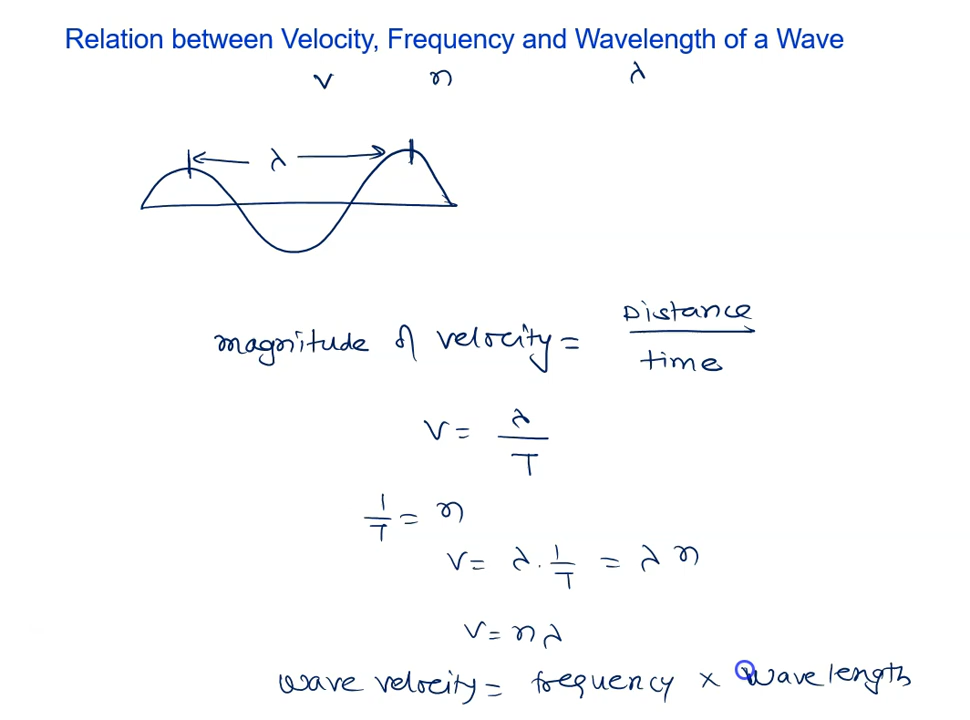 Relation between Velocity, Frequency and Wavelength of a Wave
v n λ
λ
magnitude of velocity = Distance / time
v = λ / T
1 / T = n
v = λ . 1 / T = λ n
v = n λ
wave velocity = frequency × wavelength